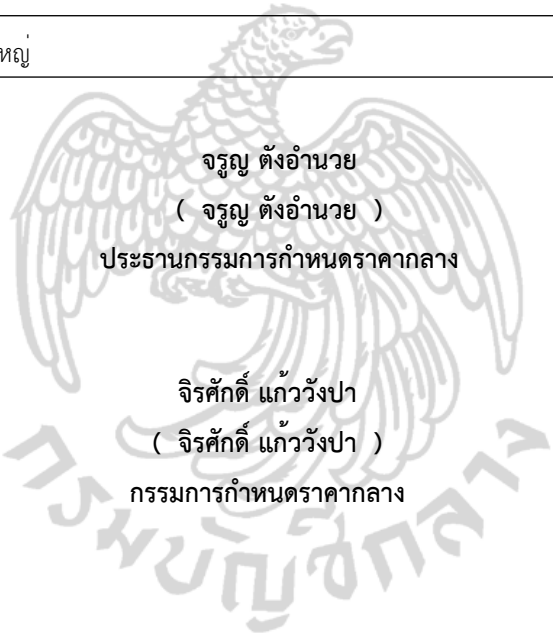 หญ่
จรูญ ตังอำนวย
( จรูญ ตังอำนวย )
ประธานกรรมการกำหนดราคากลาง
จิรศักดิ์ แก้ววังปา
( จิรศักดิ์ แก้ววังปา )
กรรมการกำหนดราคากลาง
กรมบัญชีกลาง